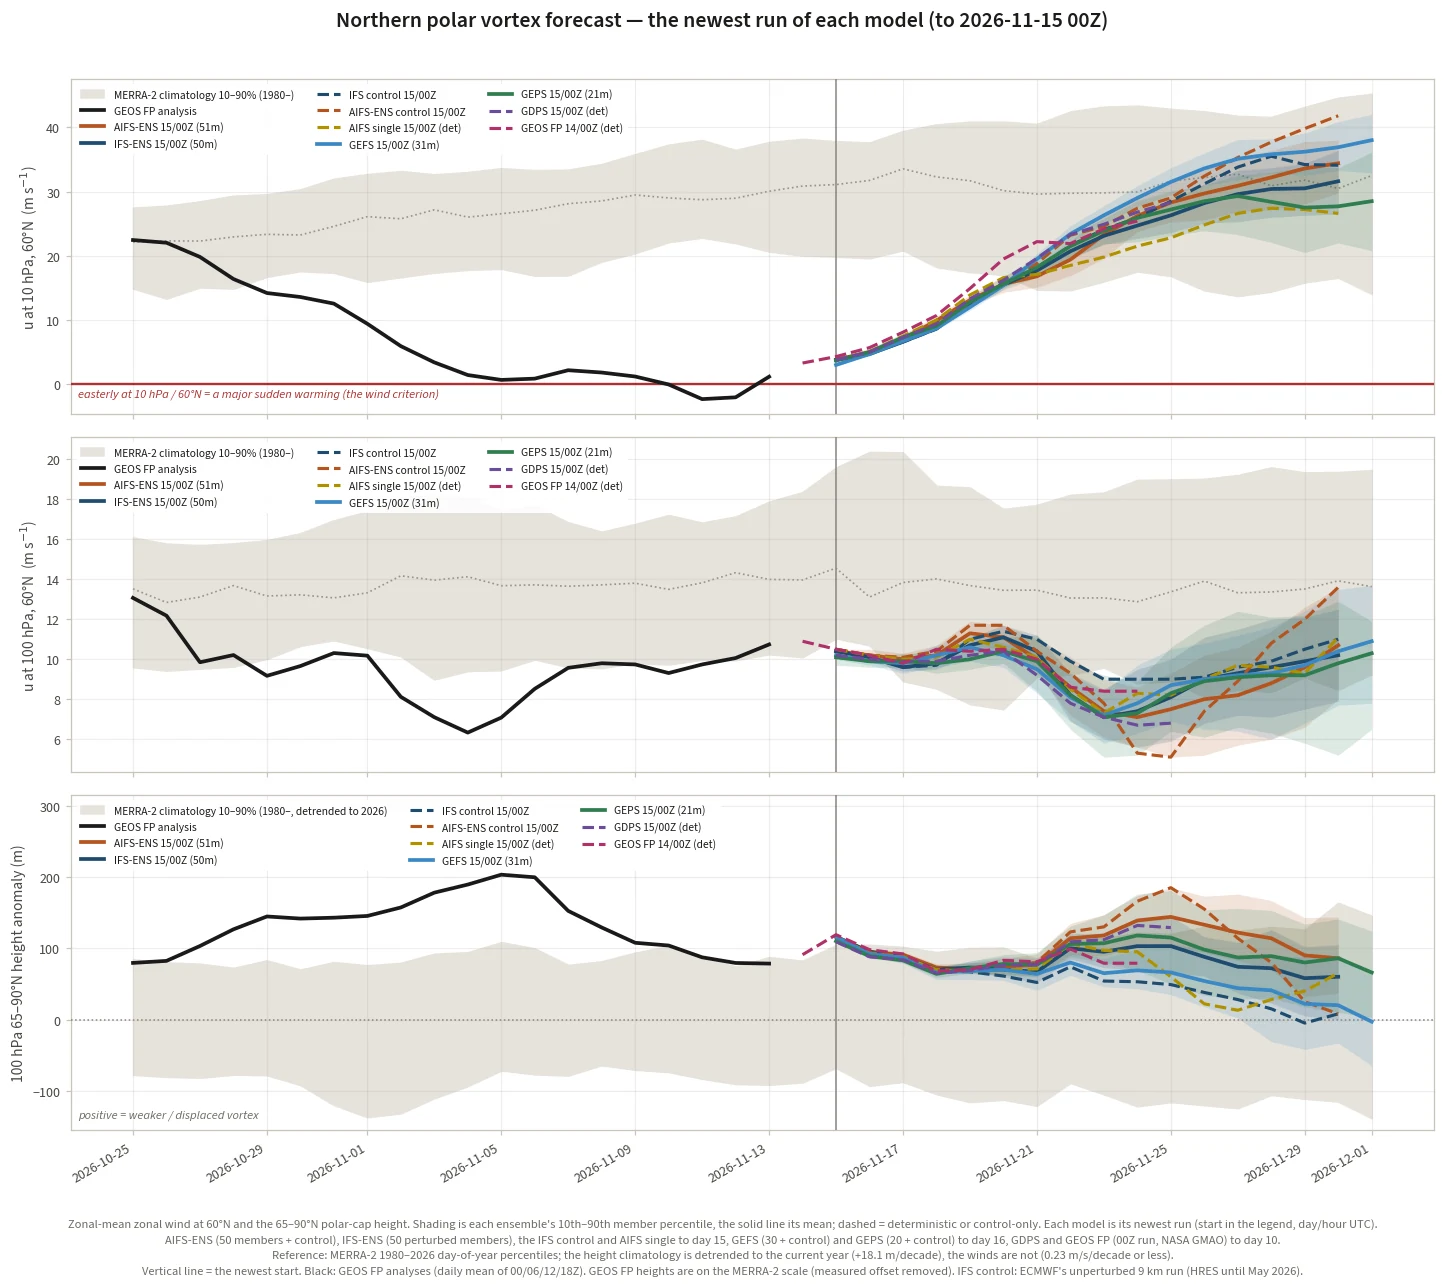 Northern polar vortex forecast — the newest run of each model (to 2026-11-15 00Z)
MERRA-2 climatology 10–90% (1980–)
GEOS FP analysis
AIFS-ENS 15/00Z (51m)
IFS-ENS 15/00Z (50m)
IFS control 15/00Z
AIFS-ENS control 15/00Z
AIFS single 15/00Z (det)
GEFS 15/00Z (31m)
GEPS 15/00Z (21m)
GDPS 15/00Z (det)
GEOS FP 14/00Z (det)
u at 10 hPa, 60°N (m s⁻¹)
40
30
20
10
0
easterly at 10 hPa / 60°N = a major sudden warming (the wind criterion)
MERRA-2 climatology 10–90% (1980–)
GEOS FP analysis
AIFS-ENS 15/00Z (51m)
IFS-ENS 15/00Z (50m)
IFS control 15/00Z
AIFS-ENS control 15/00Z
AIFS single 15/00Z (det)
GEFS 15/00Z (31m)
GEPS 15/00Z (21m)
GDPS 15/00Z (det)
GEOS FP 14/00Z (det)
u at 100 hPa, 60°N (m s⁻¹)
20
18
16
14
12
10
8
6
MERRA-2 climatology 10–90% (1980–, detrended to 2026)
GEOS FP analysis
AIFS-ENS 15/00Z (51m)
IFS-ENS 15/00Z (50m)
IFS control 15/00Z
AIFS-ENS control 15/00Z
AIFS single 15/00Z (det)
GEFS 15/00Z (31m)
GEPS 15/00Z (21m)
GDPS 15/00Z (det)
GEOS FP 14/00Z (det)
100 hPa 65–90°N height anomaly (m)
300
200
100
0
−100
positive = weaker / displaced vortex
2026-10-25
2026-10-29
2026-11-01
2026-11-05
2026-11-09
2026-11-13
2026-11-17
2026-11-21
2026-11-25
2026-11-29
2026-12-01
Zonal-mean zonal wind at 60°N and the 65–90°N polar-cap height. Shading is each ensemble's 10th–90th member percentile, the solid line its mean; dashed = deterministic or control-only. Each model is its newest run (start in the legend, day/hour UTC).
AIFS-ENS (50 members + control), IFS-ENS (50 perturbed members), the IFS control and AIFS single to day 15, GEFS (30 + control) and GEPS (20 + control) to day 16, GDPS and GEOS FP (00Z run, NASA GMAO) to day 10.
Reference: MERRA-2 1980–2026 day-of-year percentiles; the height climatology is detrended to the current year (+18.1 m/decade), the winds are not (0.23 m/s/decade or less).
Vertical line = the newest start. Black: GEOS FP analyses (daily mean of 00/06/12/18Z). GEOS FP heights are on the MERRA-2 scale (measured offset removed). IFS control: ECMWF's unperturbed 9 km run (HRES until May 2026).